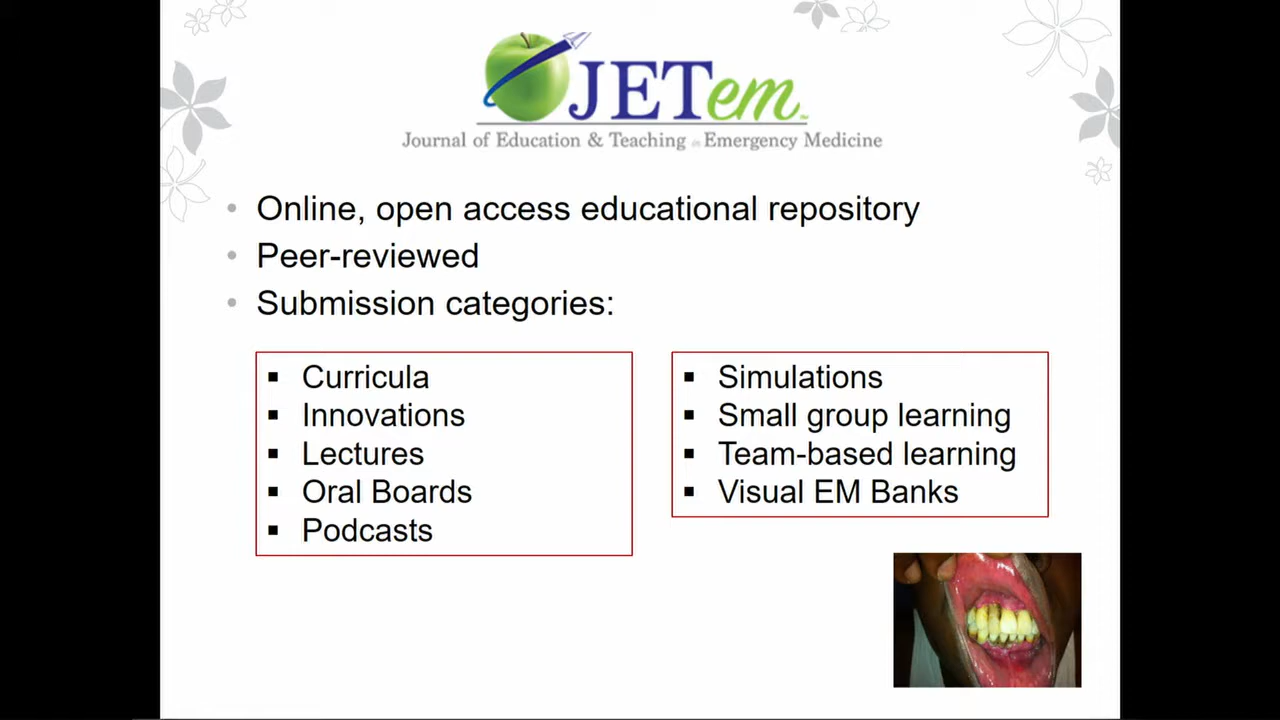 JETem™
Journal of Education & Teaching in Emergency Medicine
Online, open access educational repository
Peer-reviewed
Submission categories:
Curricula
Innovations
Lectures
Oral Boards
Podcasts
Simulations
Small group learning
Team-based learning
Visual EM Banks